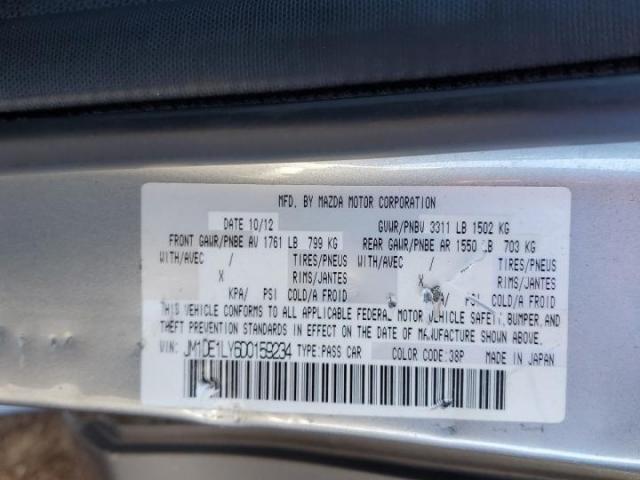 MFD. BY MAZDA MOTOR CORPORATION
DATE 10/12 GVWR/PNBV 3311 LB 1502 KG
FRONT GAWR/PNBE AV 1761 LB 799 KG REAR GAWR/PNBE AR 1550 LB 703 KG
WITH/AVEC / TIRES/PNEUS WITH/AVEC / TIRES/PNEUS
X RIMS/JANTES X RIMS/JANTES
KPA/ PSI COLD/A FROID /  PSI COLD/A FROID
THIS VEHICLE CONFORMS TO ALL APPLICABLE FEDERAL MOTOR VEHICLE SAFETY, BUMPER, AND
THEFT PREVENTION STANDARDS IN EFFECT ON THE DATE OF MANUFACTURE SHOWN ABOVE.
VIN: JM1DE1LY6D0159234 TYPE:PASS CAR COLOR CODE:38P MADE IN JAPAN